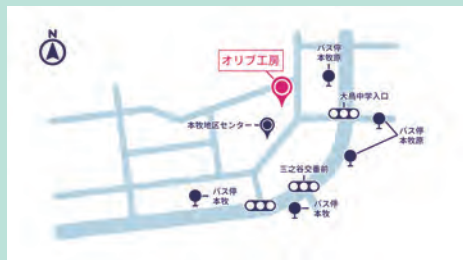 N
オリブ工房
バス停
本牧原
大鳥中学入口
本牧地区センター
バス停
本牧原
三之谷交番前
バス停
本牧
バス停
本牧